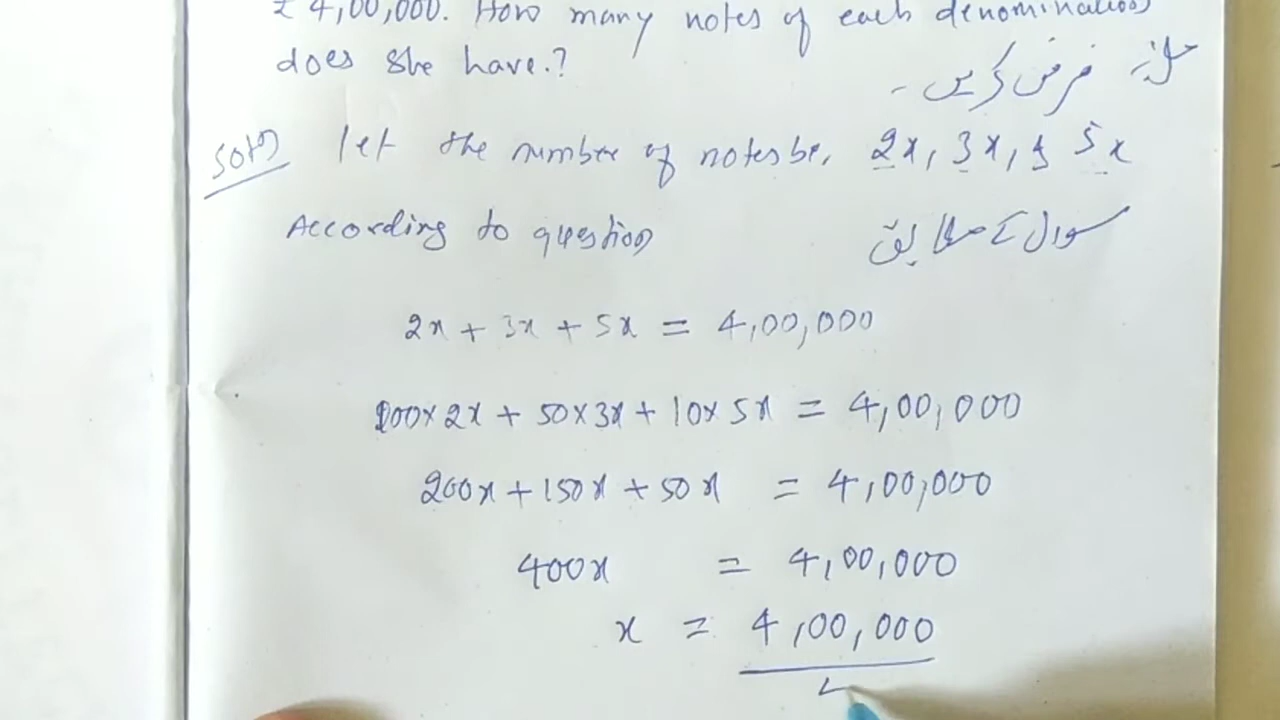 ₹ 4,00,000. How many notes of each denominations
does she have.?
حل:- فرض کریں -
Soln let the number of notes be, 2x, 3x, & 5x
According to question سوال کے مطابق
2x + 3x + 5x = 4,00,000
100×2x + 50×3x + 10×5x = 4,00,000
200x + 150x + 50x = 4,00,000
400x = 4,00,000
x = 4,00,000